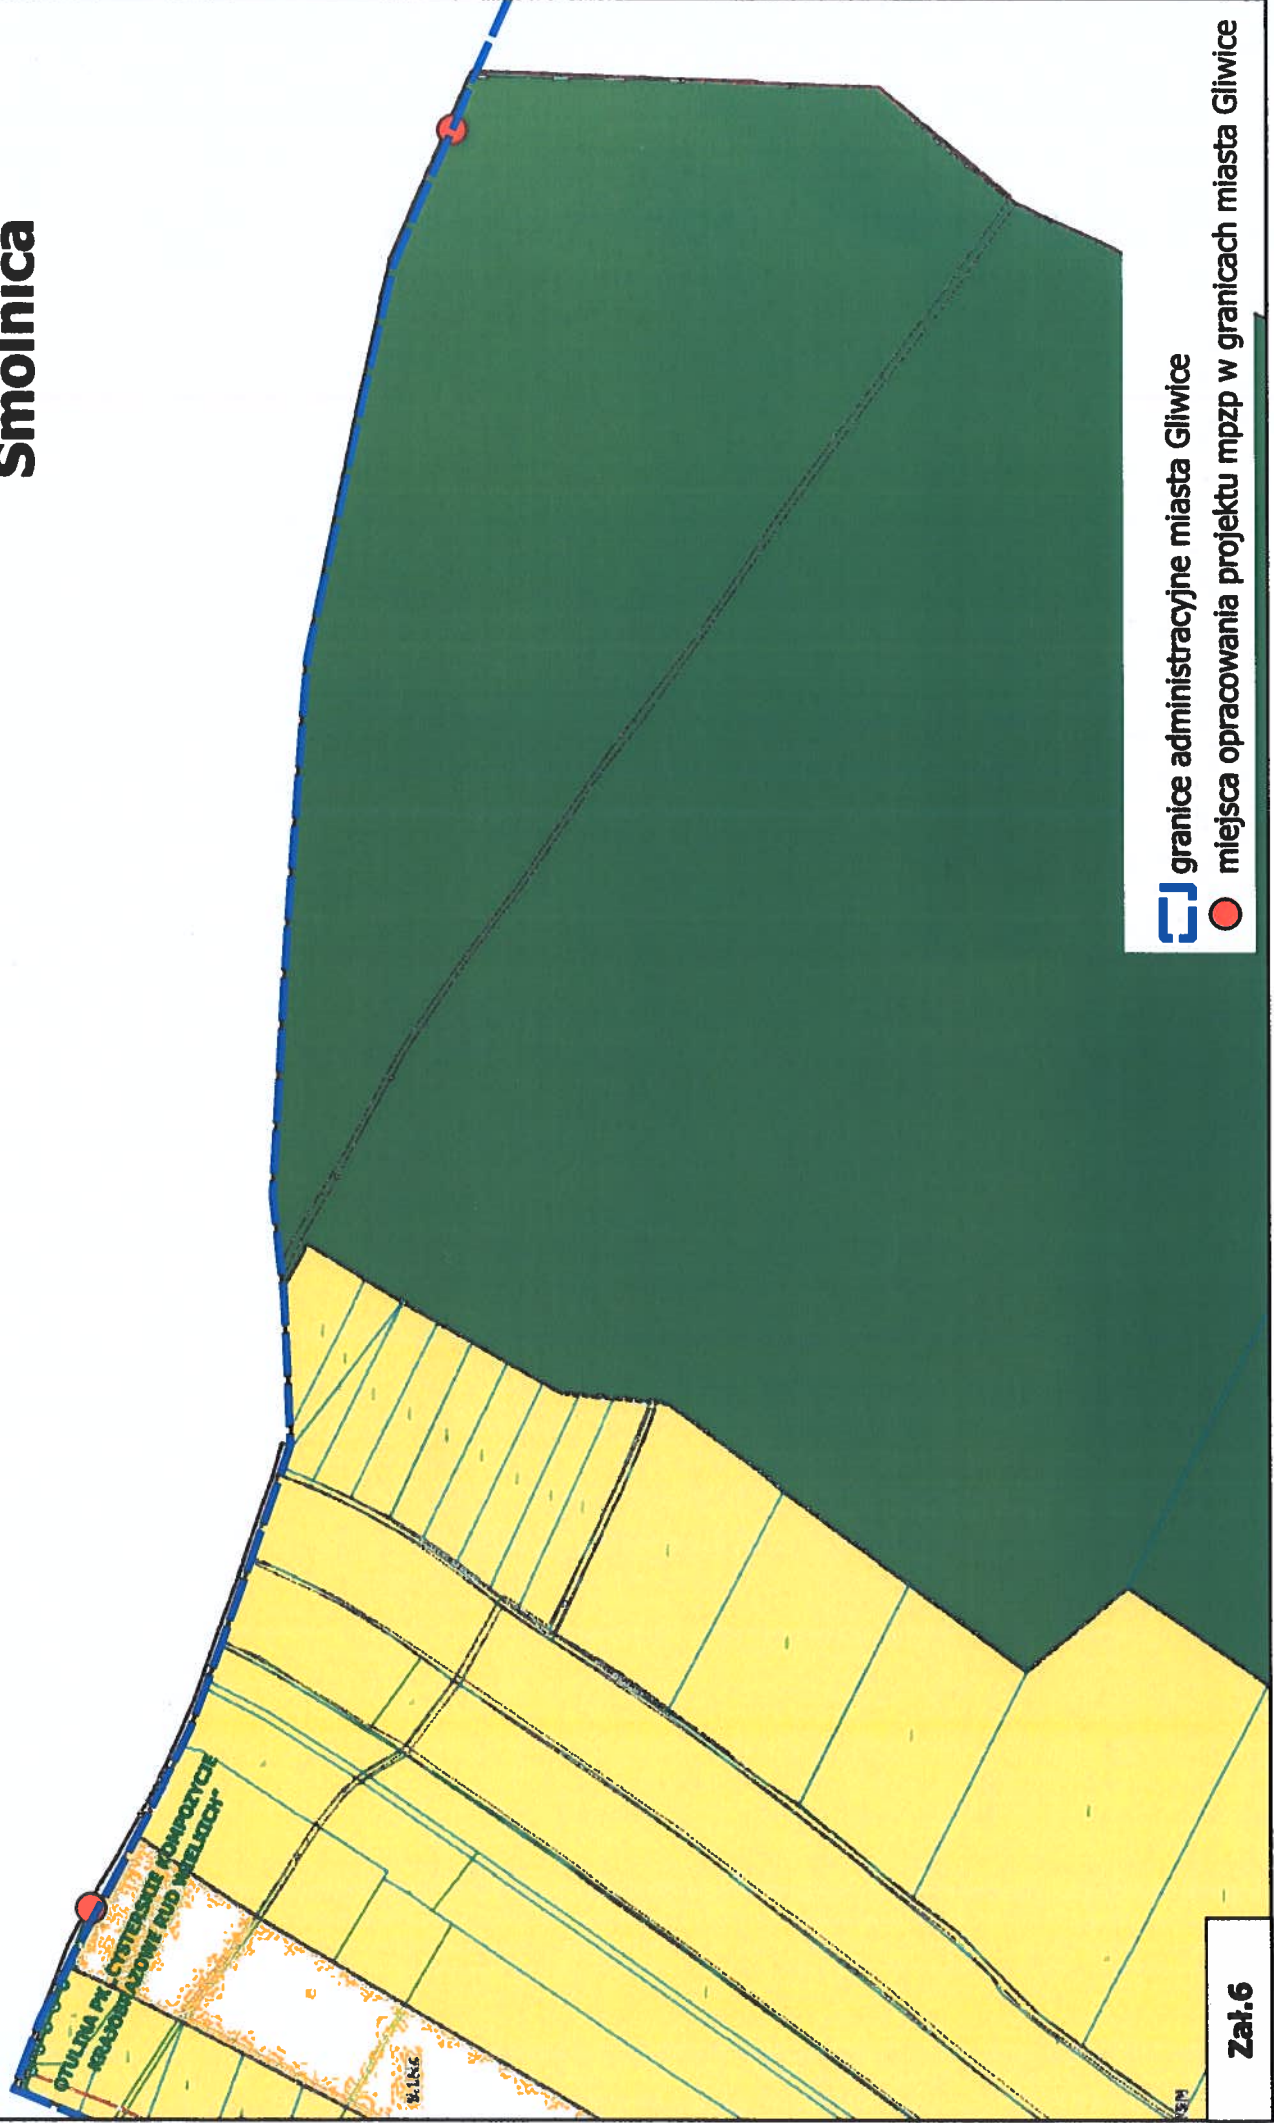 Smolnica
OTULINA PK „CYSTERSKIE KOMPOZYCJE
KRAJOBRAZOWE RUD WIELKICH"
granice administracyjne miasta Gliwice
miejsca opracowania projektu mpzp w granicach miasta Gliwice
Zał.6